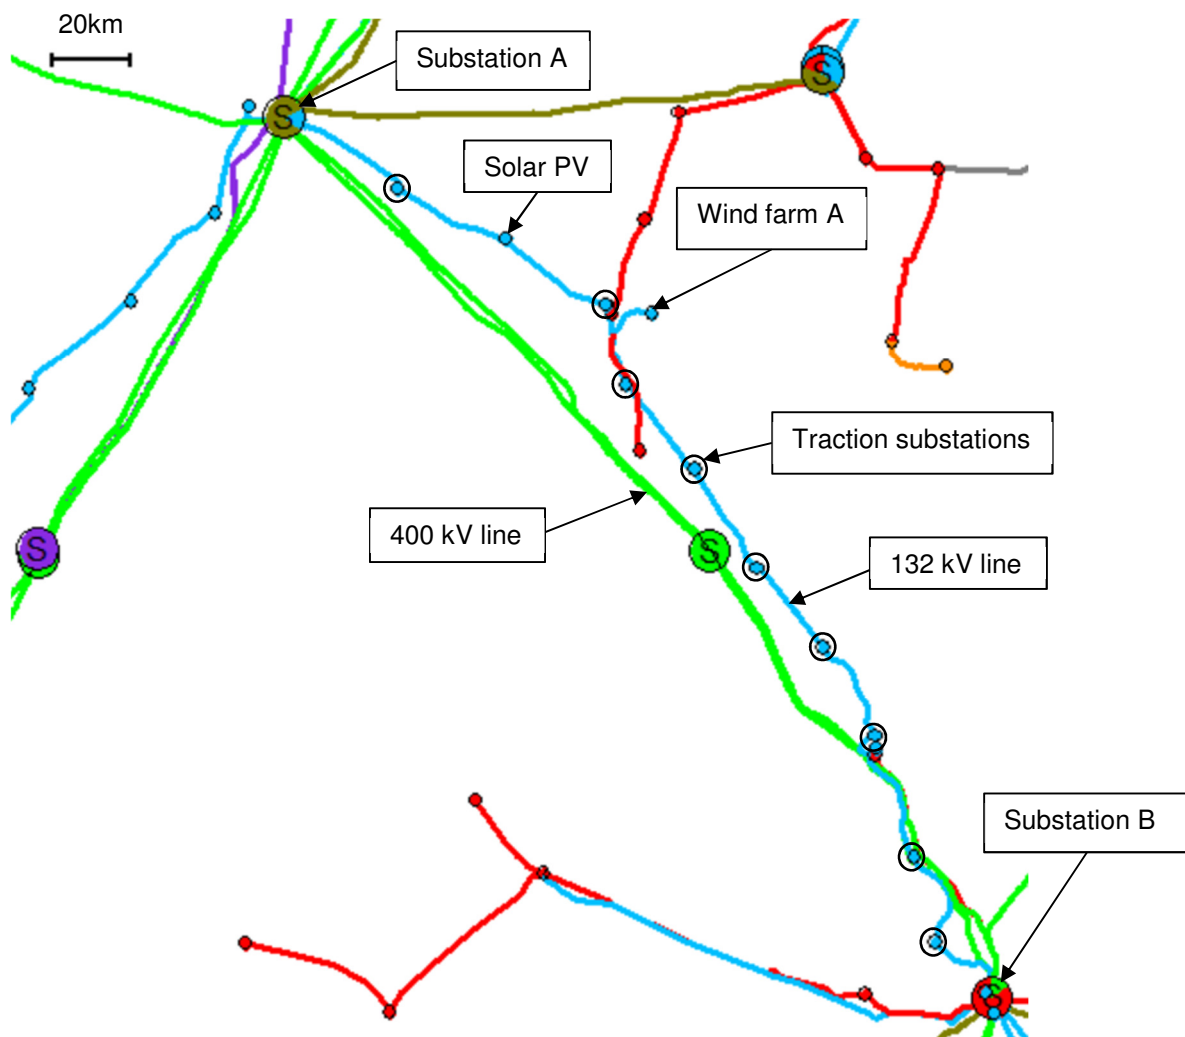 20km
Substation A
S
S
Solar PV
Wind farm A
Traction substations
400 kV line
S
S
132 kV line
Substation B
S